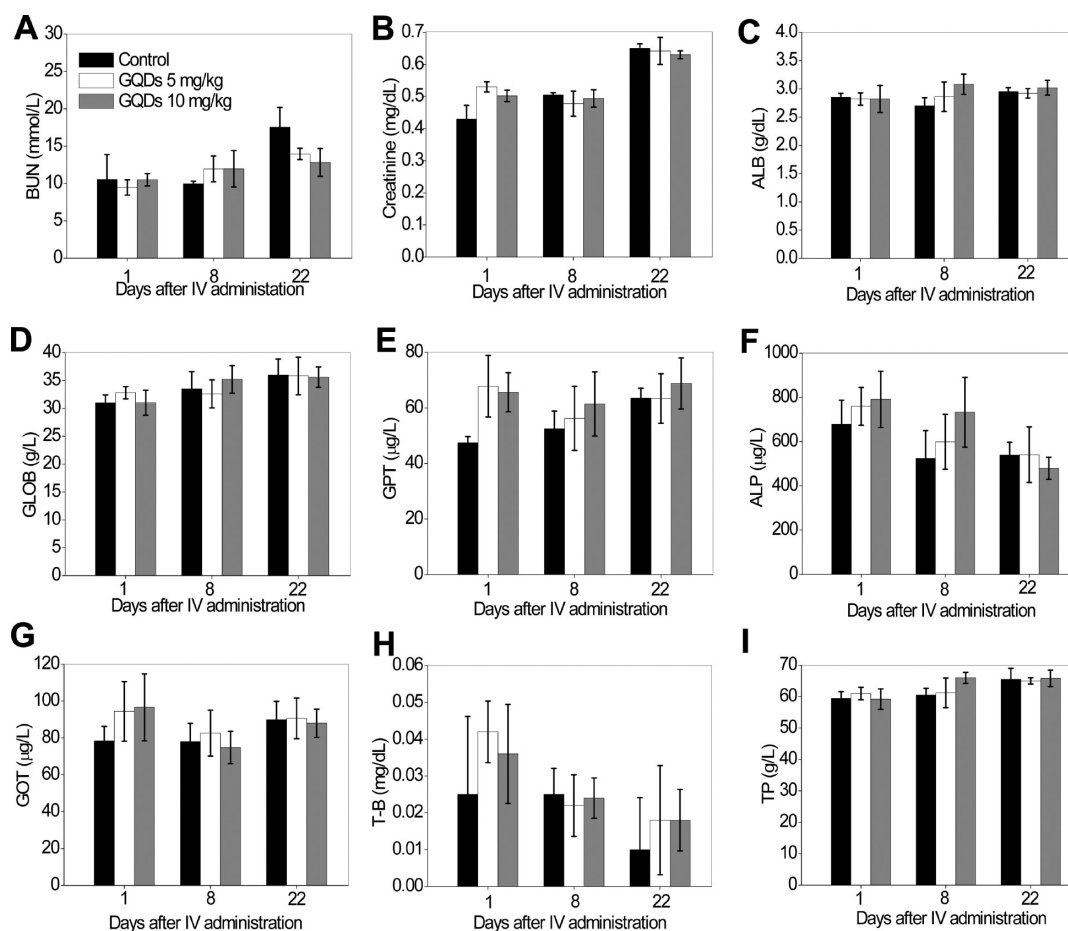 A
BUN (mmol/L)
30
25
20
15
10
5
0
Control
GQDs 5 mg/kg
GQDs 10 mg/kg
1 8 22
Days after IV administation
B
Creatinine (mg/dL)
0.7
0.6
0.5
0.4
0.3
0.2
0.1
0.0
1 8 22
Days after IV administration
C
ALB (g/dL)
4.0
3.5
3.0
2.5
2.0
1.5
1.0
0.5
0.0
1 8 22
Days after IV administration
D
GLOB (g/L)
40
35
30
25
20
15
10
5
0
1 8 22
Days after IV administration
E
GPT (μg/L)
80
60
40
20
0
1 8 22
Days after IV administration
F
ALP (μg/L)
1000
800
600
400
200
0
1 8 22
Days after IV administration
G
GOT (μg/L)
120
100
80
60
40
20
0
1 8 22
Days after IV administration
H
T-B (mg/dL)
0.06
0.05
0.04
0.03
0.02
0.01
0.00
1 8 22
Days after IV administration
I
TP (g/L)
70
60
50
40
30
20
10
0
1 8 22
Days after IV administration